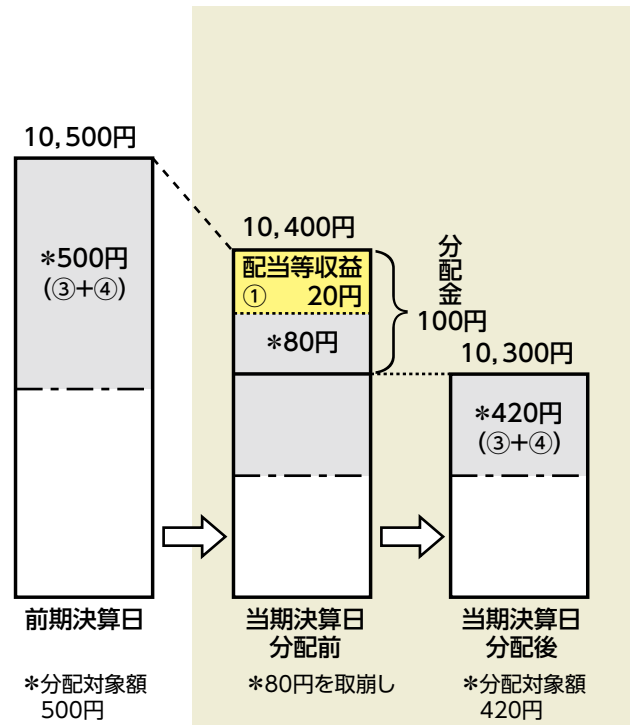 10,500円
*500円
(③+④)
前期決算日
*分配対象額
500円
10,400円
配当等収益
① 20円
*80円
分配金
100円
当期決算日
分配前
*80円を取崩し
10,300円
*420円
(③+④)
当期決算日
分配後
*分配対象額
420円